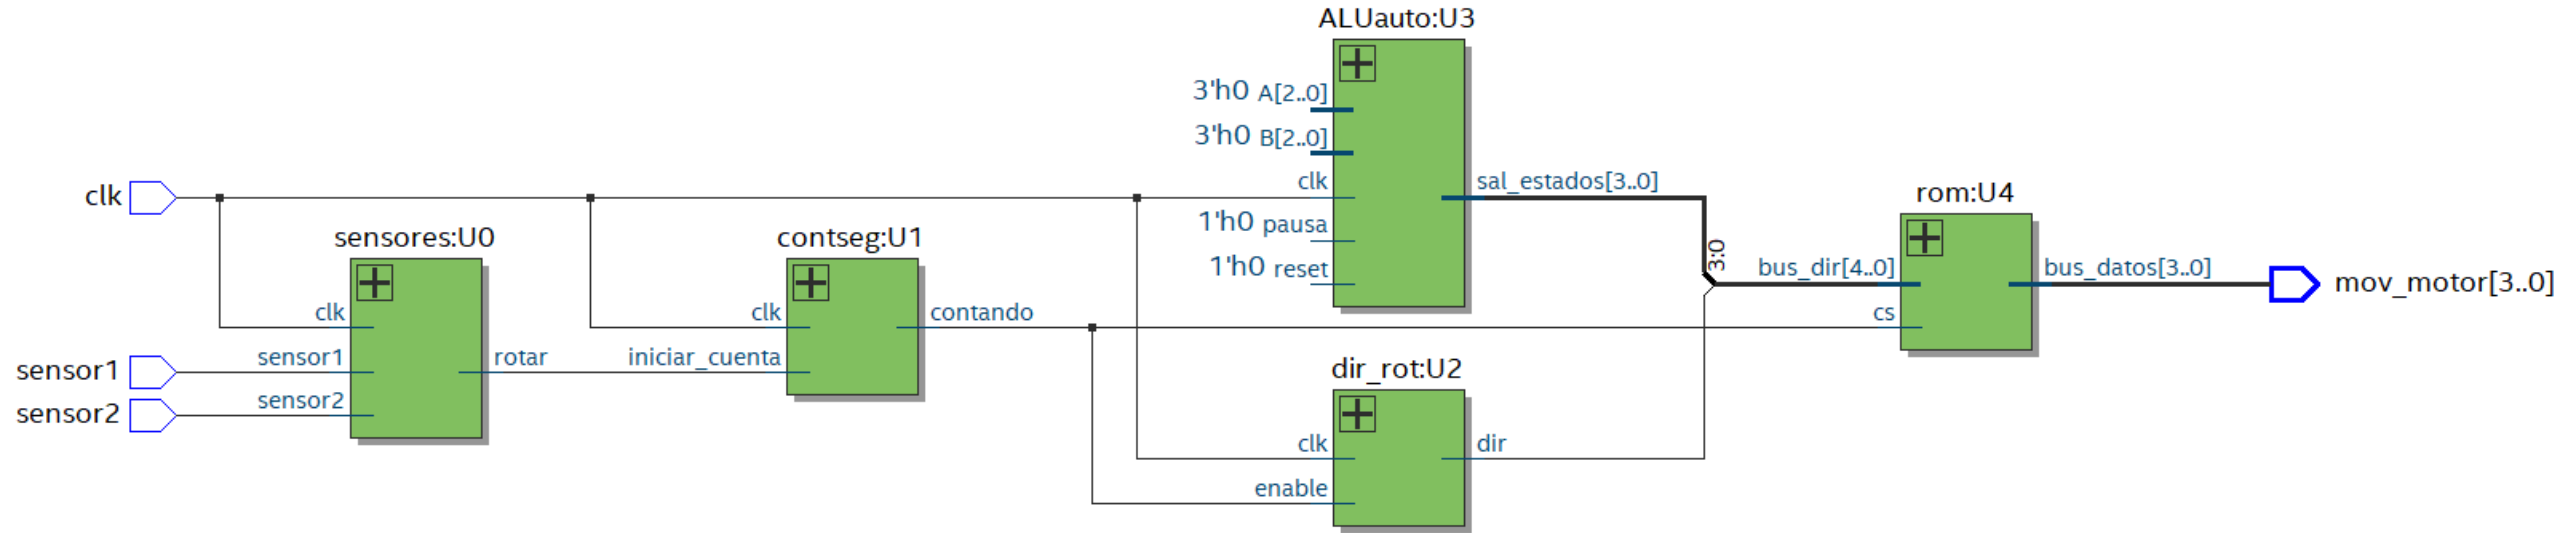 ALUauto:U3
3'h0 A[2..0]
3'h0 B[2..0]
clk
clk
sal_estados[3..0]
rom:U4
1'h0 pausa
sensores:U0
contseg:U1
3:0
1'h0 reset
bus_dir[4..0]
bus_datos[3..0]
mov_motor[3..0]
clk
clk
contando
cs
sensor1
sensor1
rotar
iniciar_cuenta
dir_rot:U2
sensor2
sensor2
clk
dir
enable